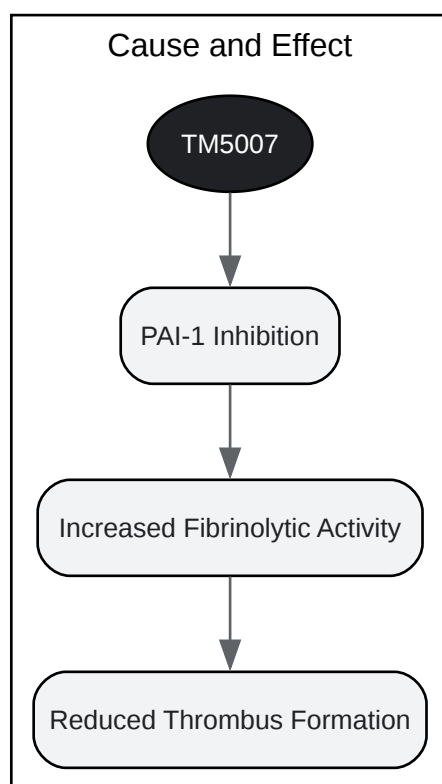 Cause and Effect
TM5007
PAI-1 Inhibition
Increased Fibrinolytic Activity
Reduced Thrombus Formation